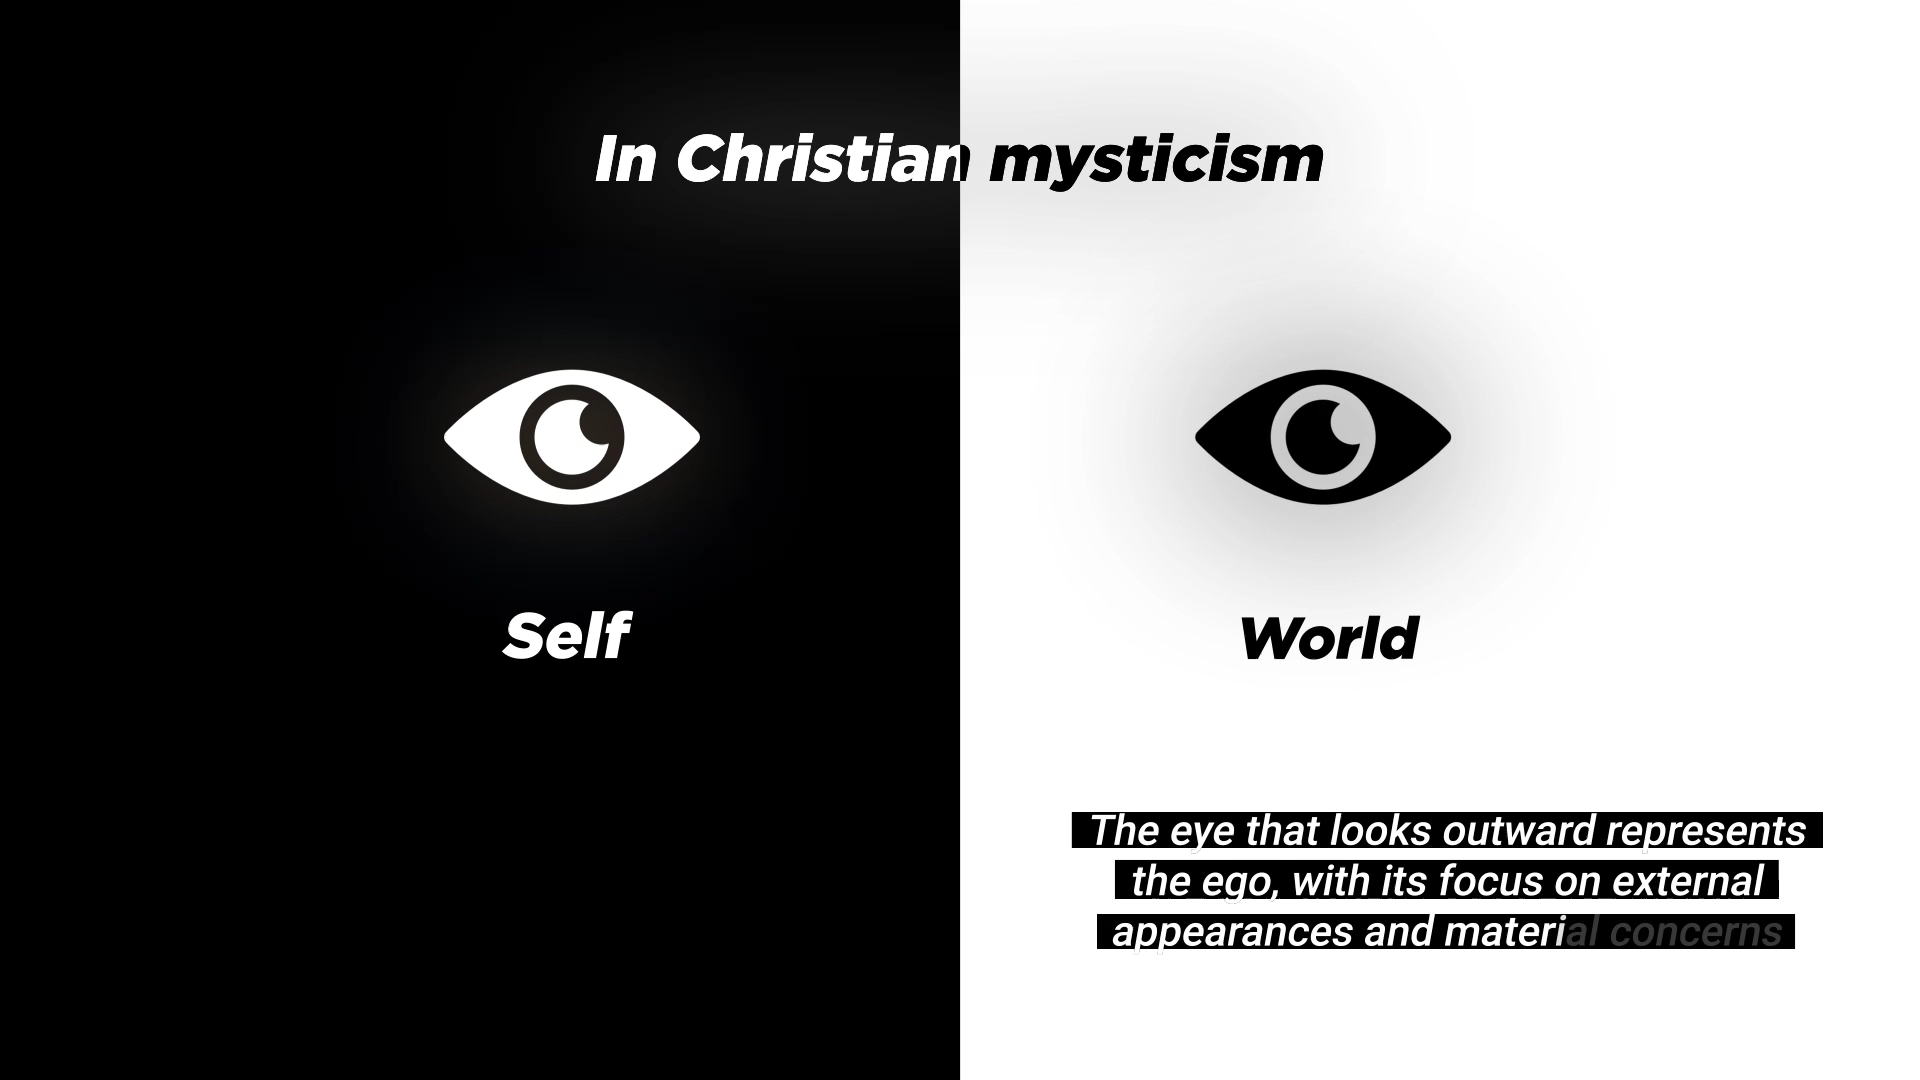 In Christian mysticism
Self
World
The eye that looks outward represents
the ego, with its focus on external
appearances and material concerns